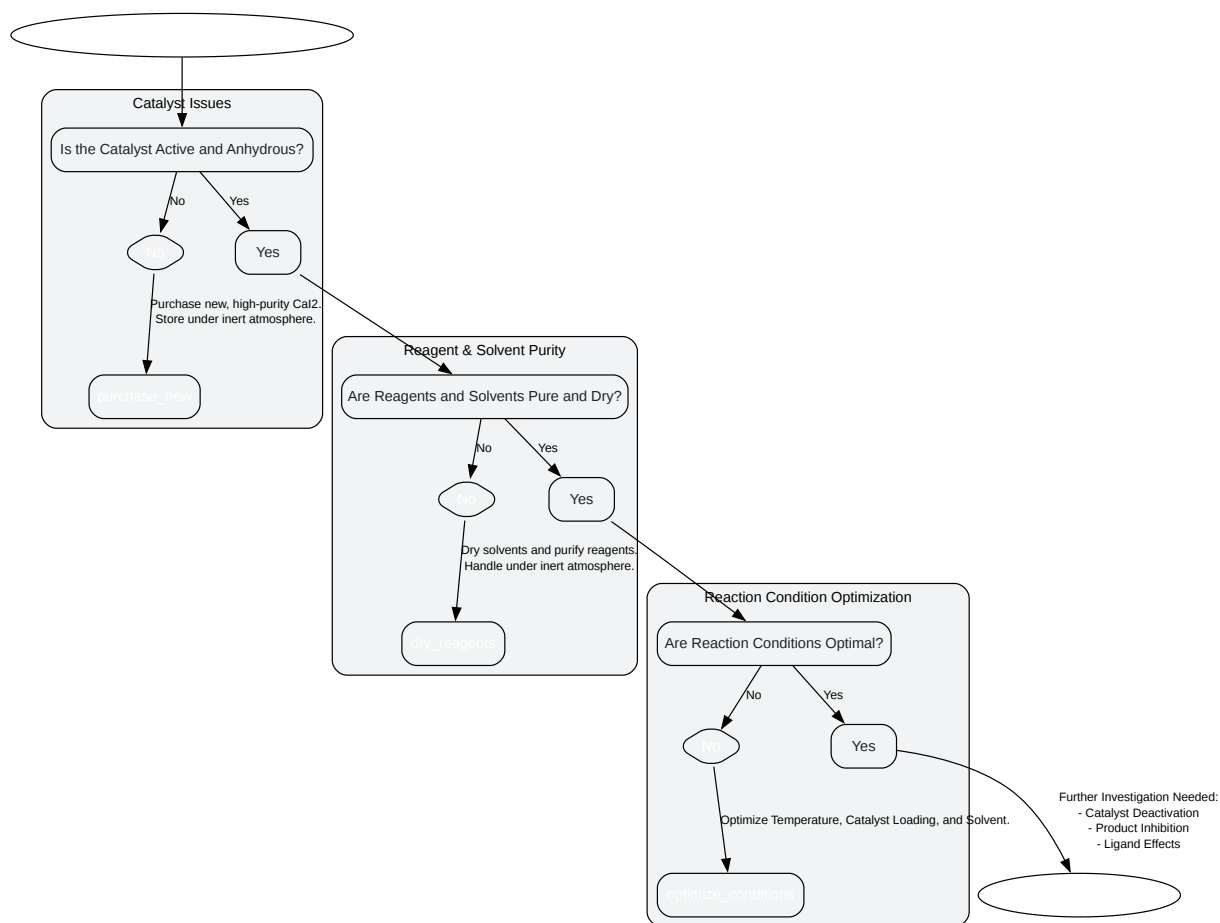 Catalyst Issues
Is the Catalyst Active and Anhydrous?
No
Yes
No
Yes
Purchase new, high-purity CaI2.
Store under inert atmosphere.
purchase_new
Reagent & Solvent Purity
Are Reagents and Solvents Pure and Dry?
No
Yes
No
Yes
Dry solvents and purify reagents.
Handle under inert atmosphere.
dry_reagents
Reaction Condition Optimization
Are Reaction Conditions Optimal?
No
Yes
No
Yes
Optimize Temperature, Catalyst Loading, and Solvent.
optimize_conditions
Further Investigation Needed:
- Catalyst Deactivation
- Product Inhibition
- Ligand Effects